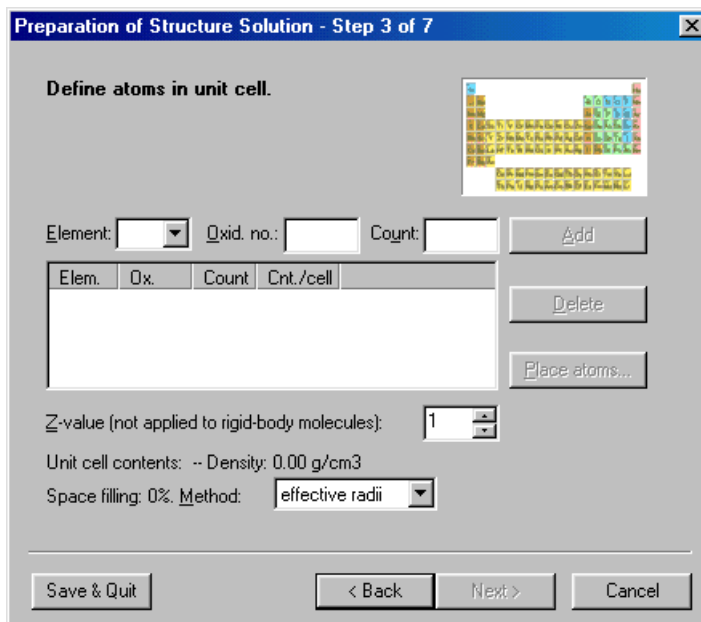 Preparation of Structure Solution - Step 3 of 7
Define atoms in unit cell.
Element: Oxid. no.: Count: Add
Elem. Ox. Count Cnt./cell
Delete
Place atoms...
Z-value (not applied to rigid-body molecules): 1
Unit cell contents: -- Density: 0.00 g/cm3
Space filling: 0%. Method: effective radii
Save & Quit < Back Next > Cancel